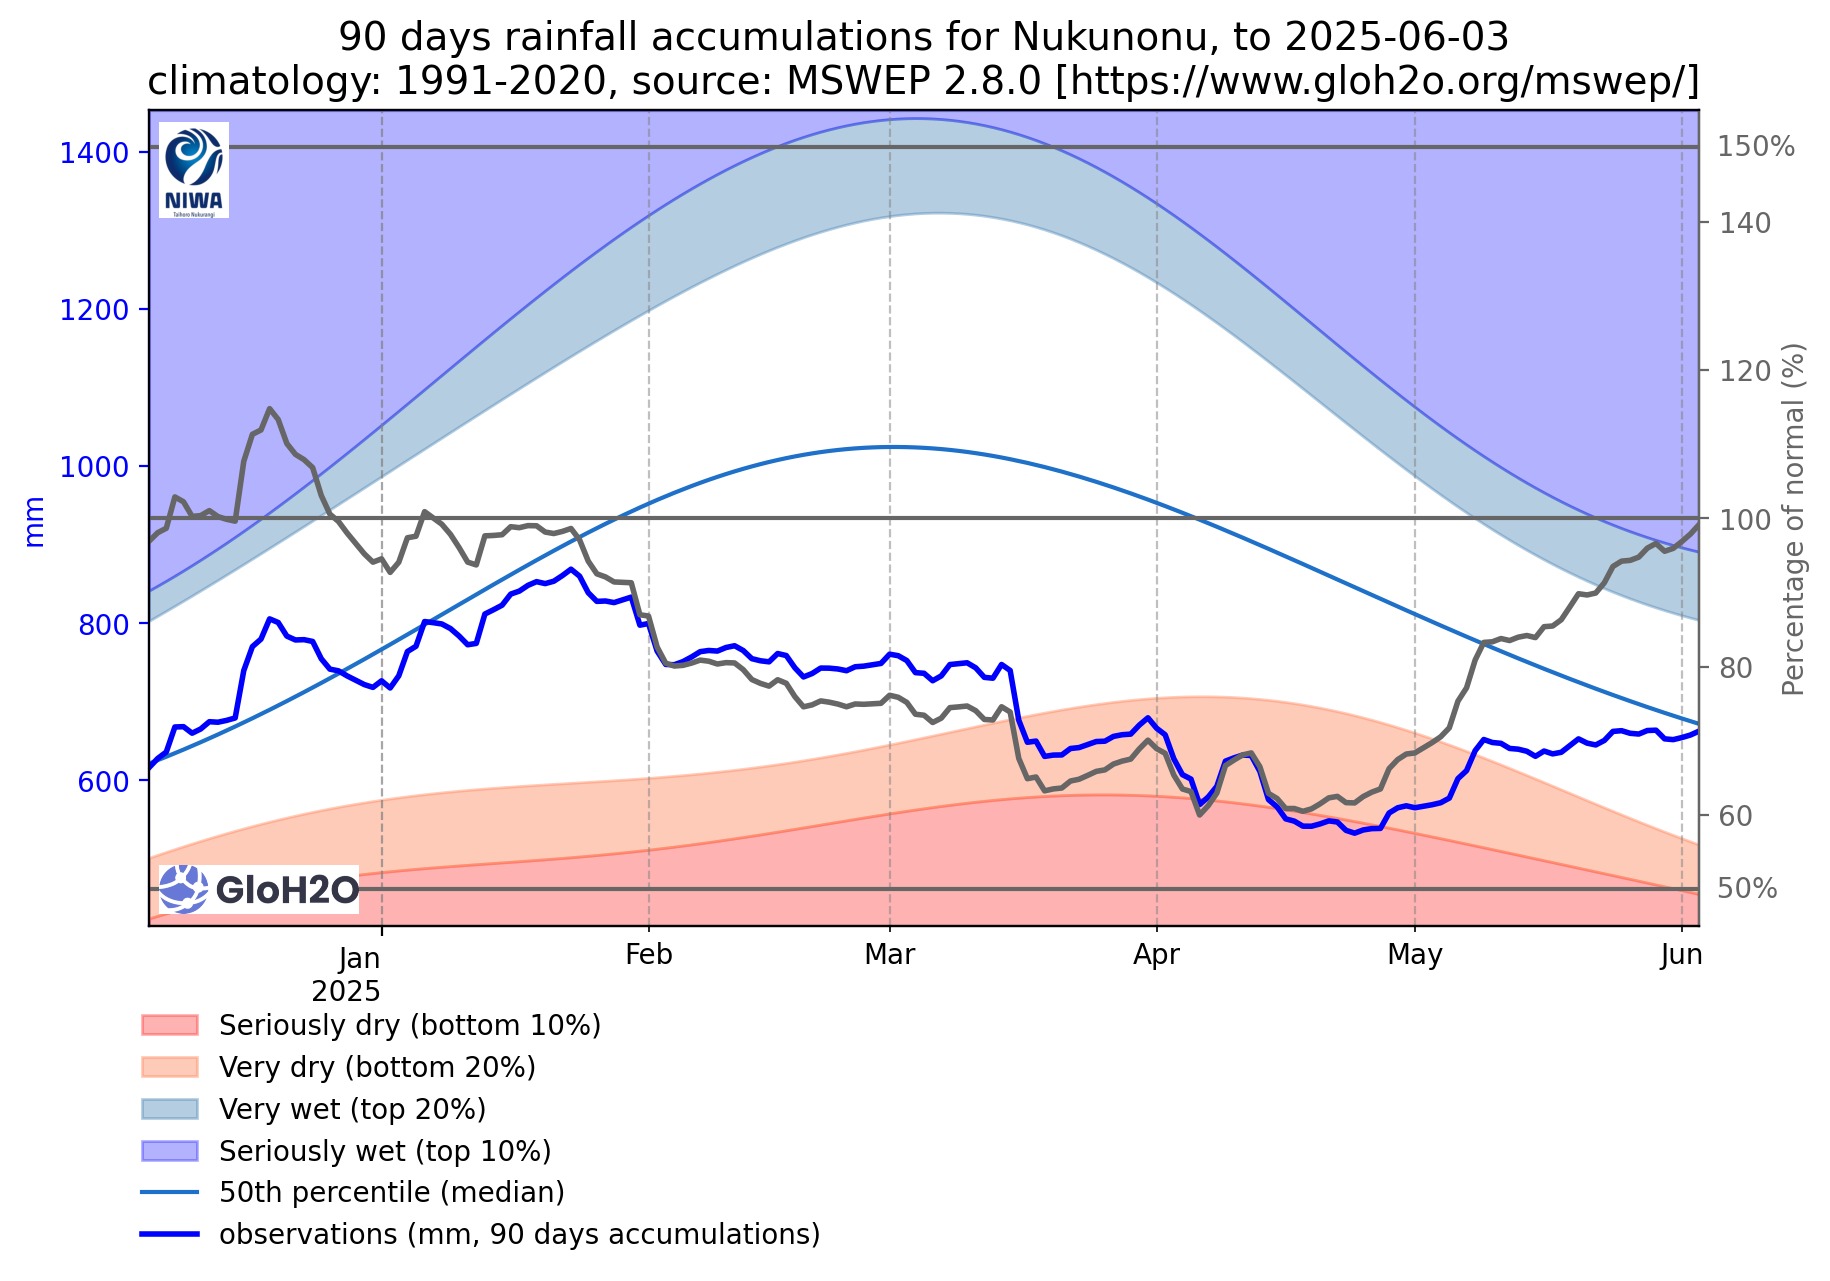 90 days rainfall accumulations for Nukunonu, to 2025-06-03
climatology: 1991-2020, source: MSWEP 2.8.0 [https://www.gloh2o.org/mswep/]
NIWA
Taihoro Nukurangi
1400
1200
1000
800
600
mm
150%
140
120
100
80
60
50%
Percentage of normal (%)
GloH2O
Jan
2025
Feb
Mar
Apr
May
Jun
Seriously dry (bottom 10%)
Very dry (bottom 20%)
Very wet (top 20%)
Seriously wet (top 10%)
50th percentile (median)
observations (mm, 90 days accumulations)